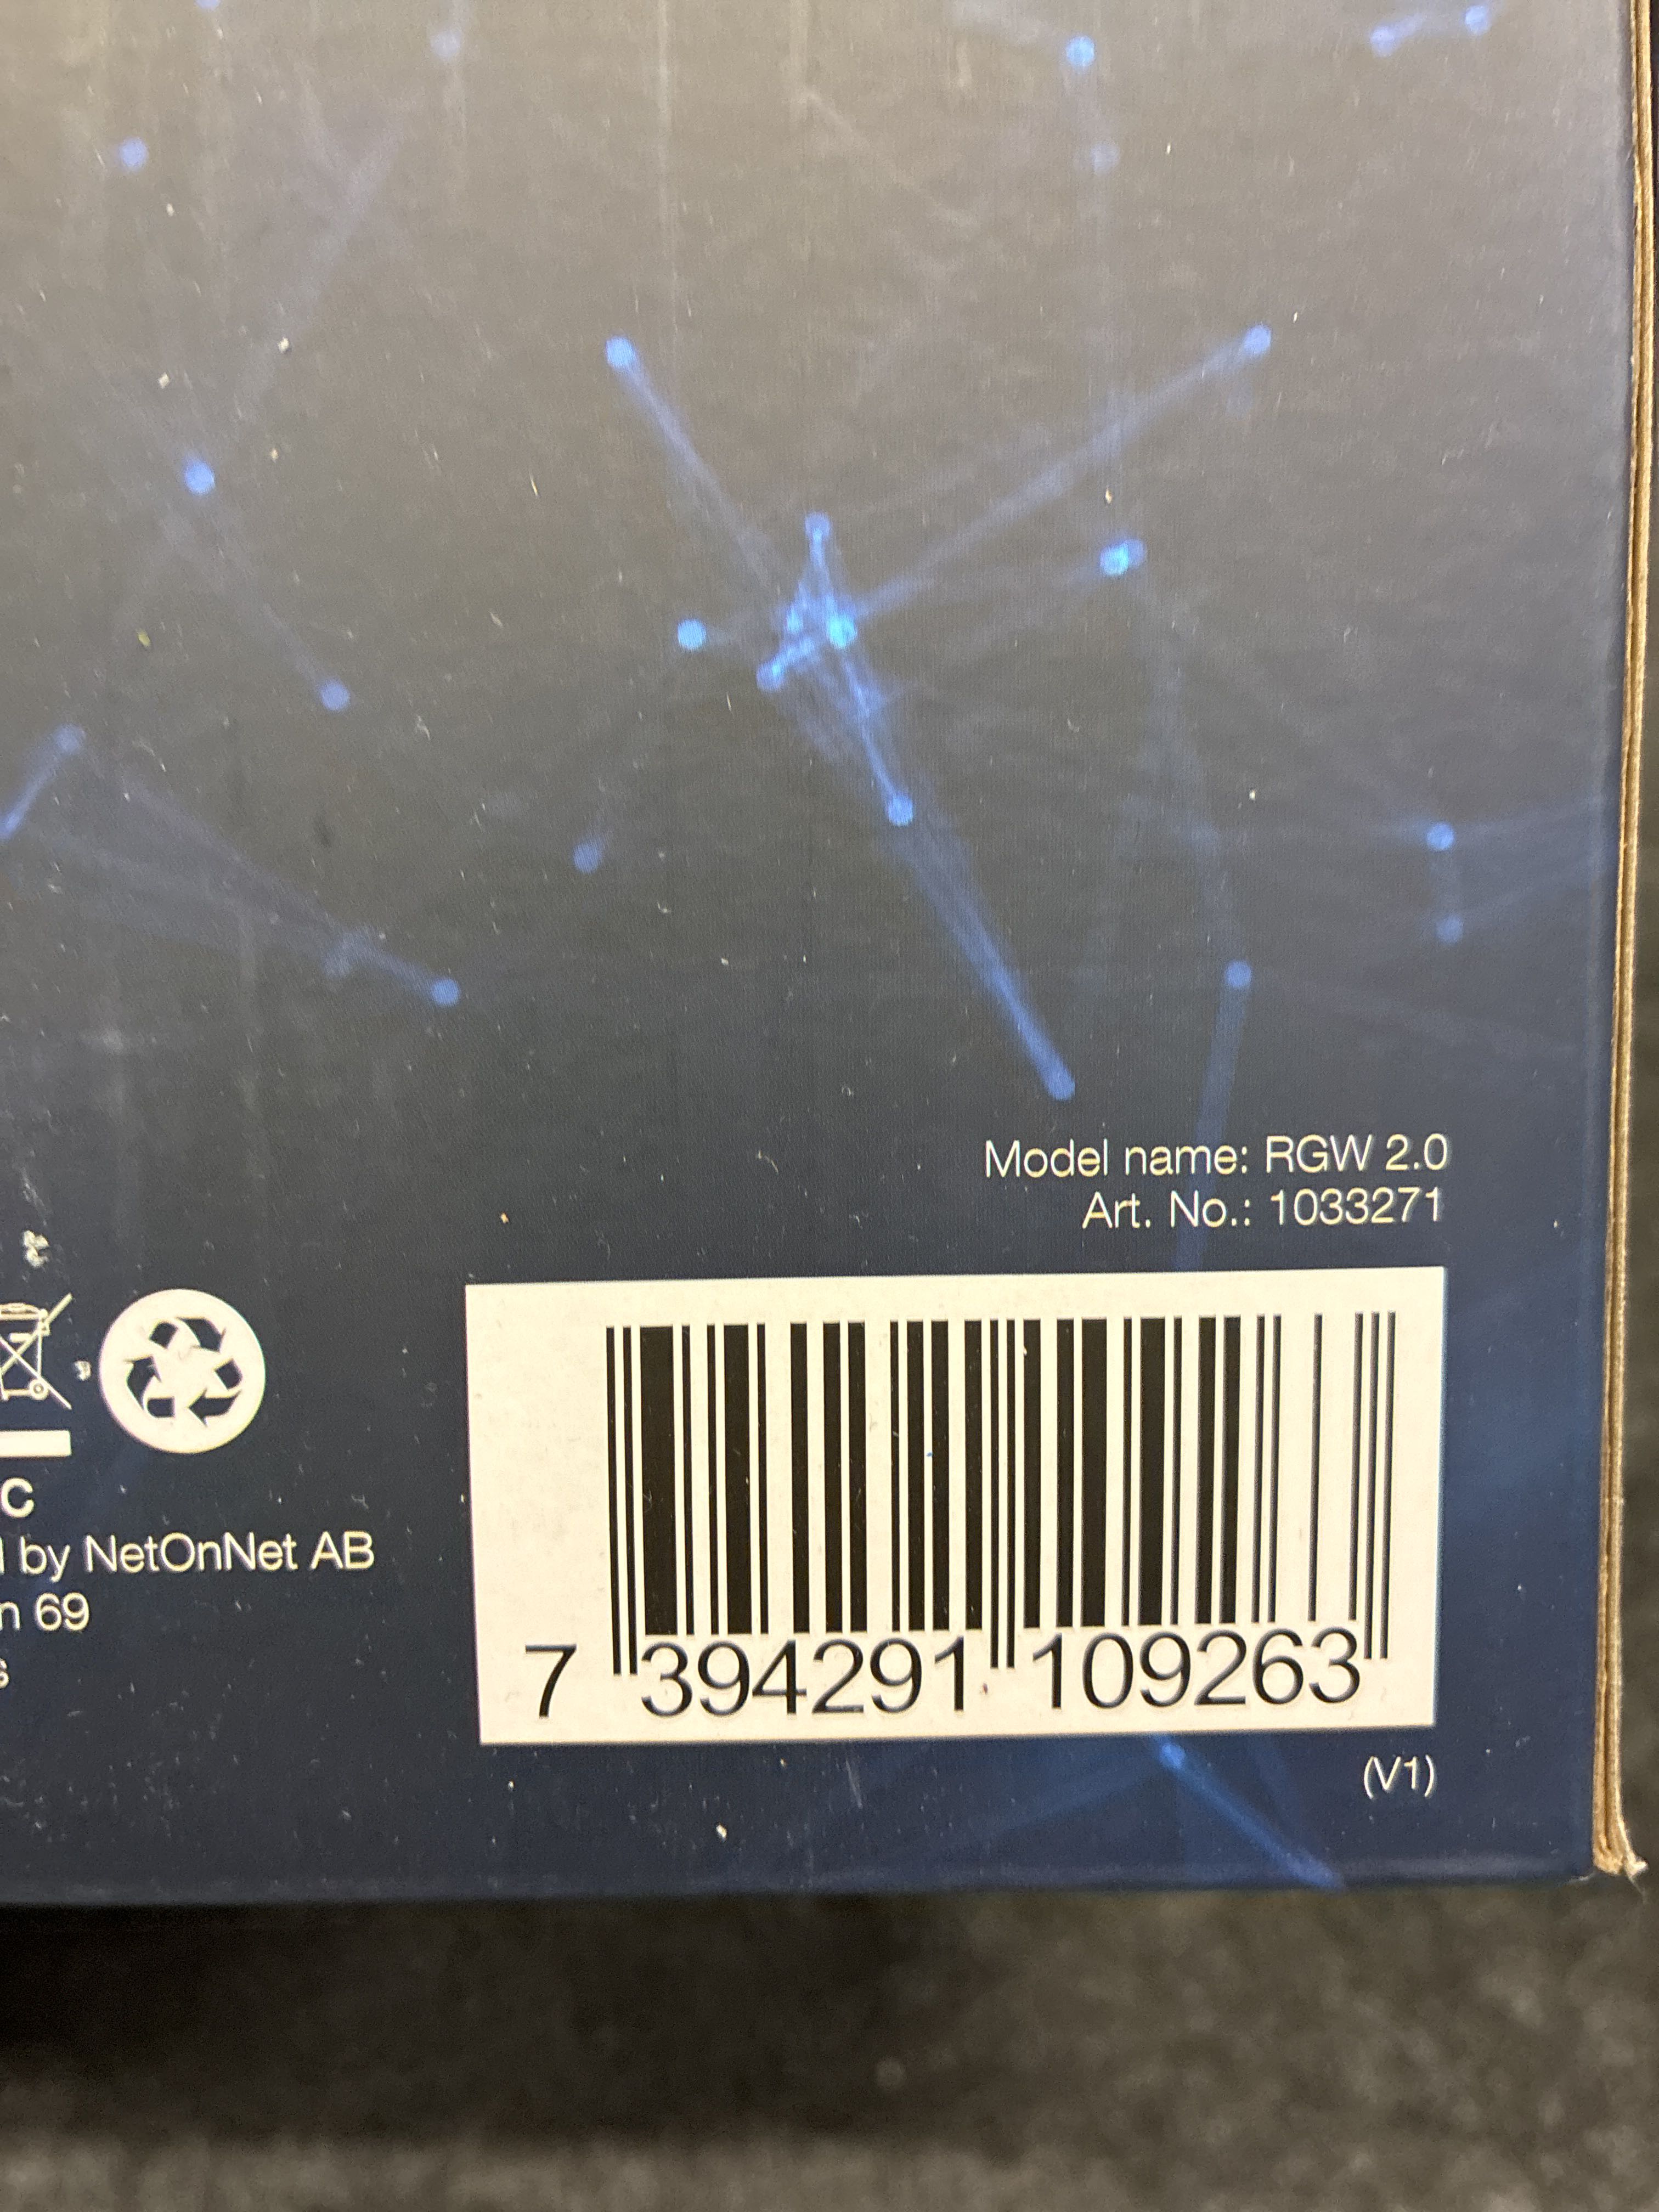 Model name: RGW 2.0
Art. No.: 1033271
C
by NetOnNet AB
69
7 394291 109263
(V1)